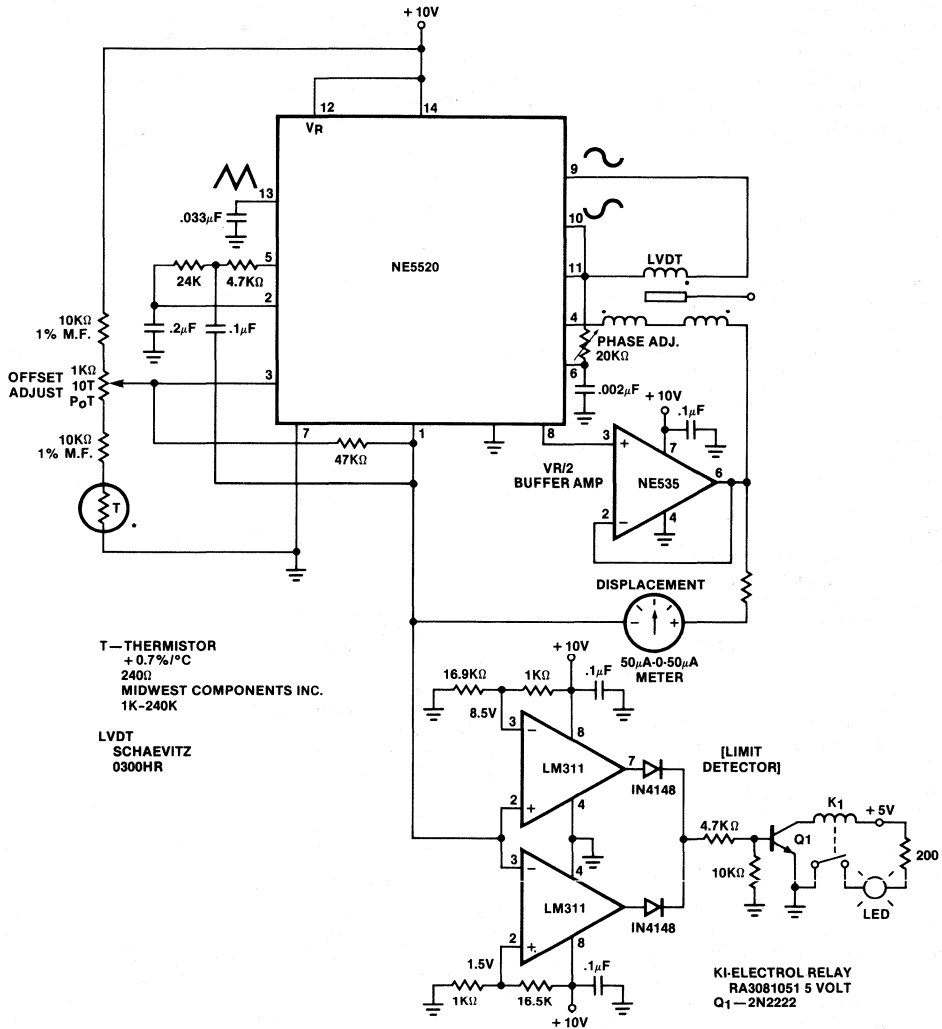 + 10V
12
14
VR
9
13
.033µF
10
NE5520
LVDT
11
5
24K
4.7KΩ
2
4
10KΩ
1% M.F.
.2µF
.1µF
PHASE ADJ.
20KΩ
6
1KΩ
10T
PoT
OFFSET
ADJUST
3
.002µF
+ 10V
.1µF
10KΩ
1% M.F.
7
1
8
3
+
7
47KΩ
VR/2
BUFFER AMP
NE535
6
T
*
2
−
4
DISPLACEMENT
−
+
50µA-0-50µA
METER
T—THERMISTOR
+ 0.7%/°C
240Ω
MIDWEST COMPONENTS INC.
1K-240K
LVDT
SCHAEVITZ
0300HR
+ 10V
16.9KΩ
1KΩ
.1µF
8.5V
3
−
8
LM311
7
IN4148
[LIMIT
DETECTOR]
2
+
4
K1
+ 5V
4.7KΩ
Q1
200
3
−
4
10KΩ
LM311
IN4148
LED
2
+
8
1.5V
.1µF
1KΩ
16.5K
+ 10V
KI-ELECTROL RELAY
RA3081051 5 VOLT
Q1—2N2222